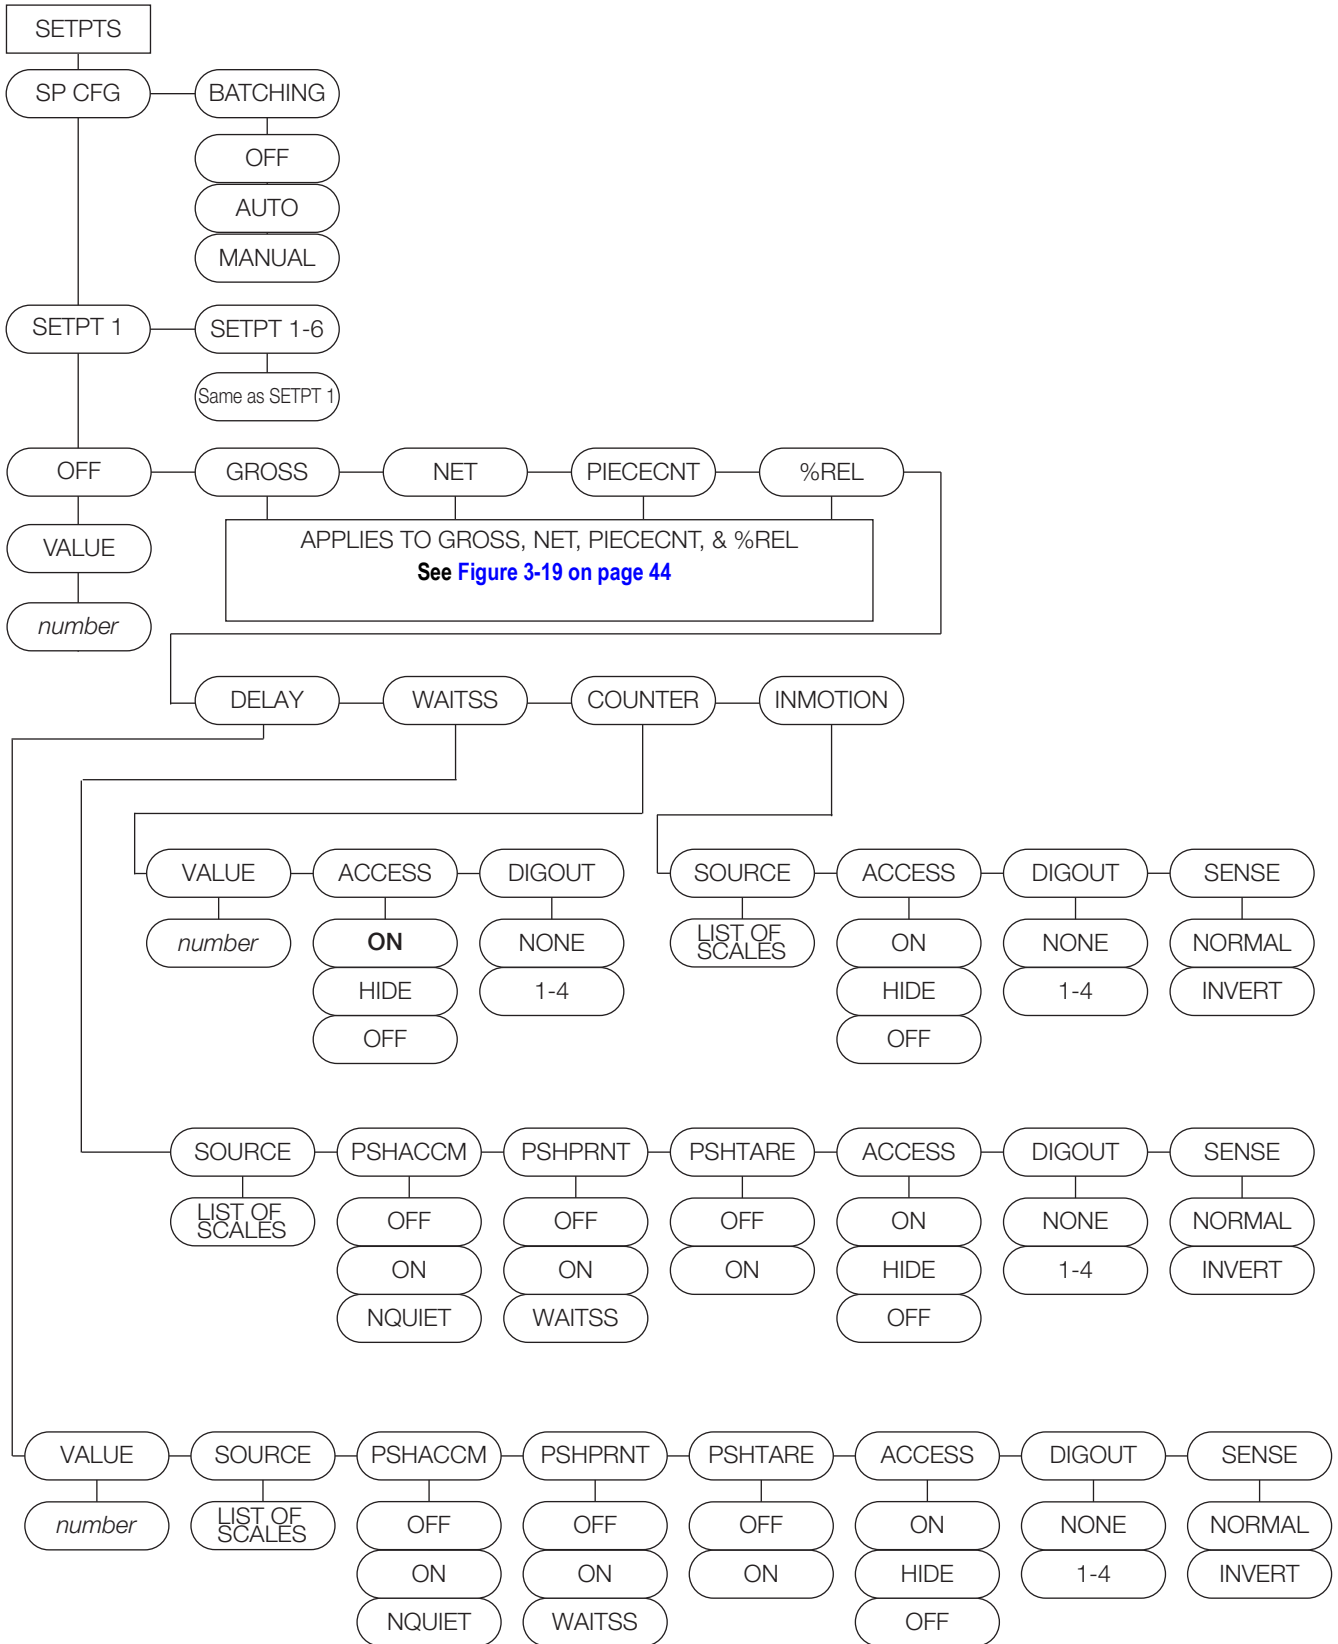 SETPTS
SP CFG
BATCHING
OFF
AUTO
MANUAL
SETPT 1
SETPT 1-6
Same as SETPT 1
OFF
GROSS
NET
PIECECNT
%REL
VALUE
APPLIES TO GROSS, NET, PIECECNT, & %REL
See Figure 3-19 on page 44
number
DELAY
WAITSS
COUNTER
INMOTION
VALUE
ACCESS
DIGOUT
SOURCE
ACCESS
DIGOUT
SENSE
number
ON
NONE
LIST OF
SCALES
ON
NONE
NORMAL
HIDE
1-4
HIDE
1-4
INVERT
OFF
OFF
SOURCE
PSHACCM
PSHPRNT
PSHTARE
ACCESS
DIGOUT
SENSE
LIST OF
SCALES
OFF
OFF
OFF
ON
NONE
NORMAL
ON
ON
ON
HIDE
1-4
INVERT
NQUIET
WAITSS
OFF
VALUE
SOURCE
PSHACCM
PSHPRNT
PSHTARE
ACCESS
DIGOUT
SENSE
number
LIST OF
SCALES
OFF
OFF
OFF
ON
NONE
NORMAL
ON
ON
ON
HIDE
1-4
INVERT
NQUIET
WAITSS
OFF